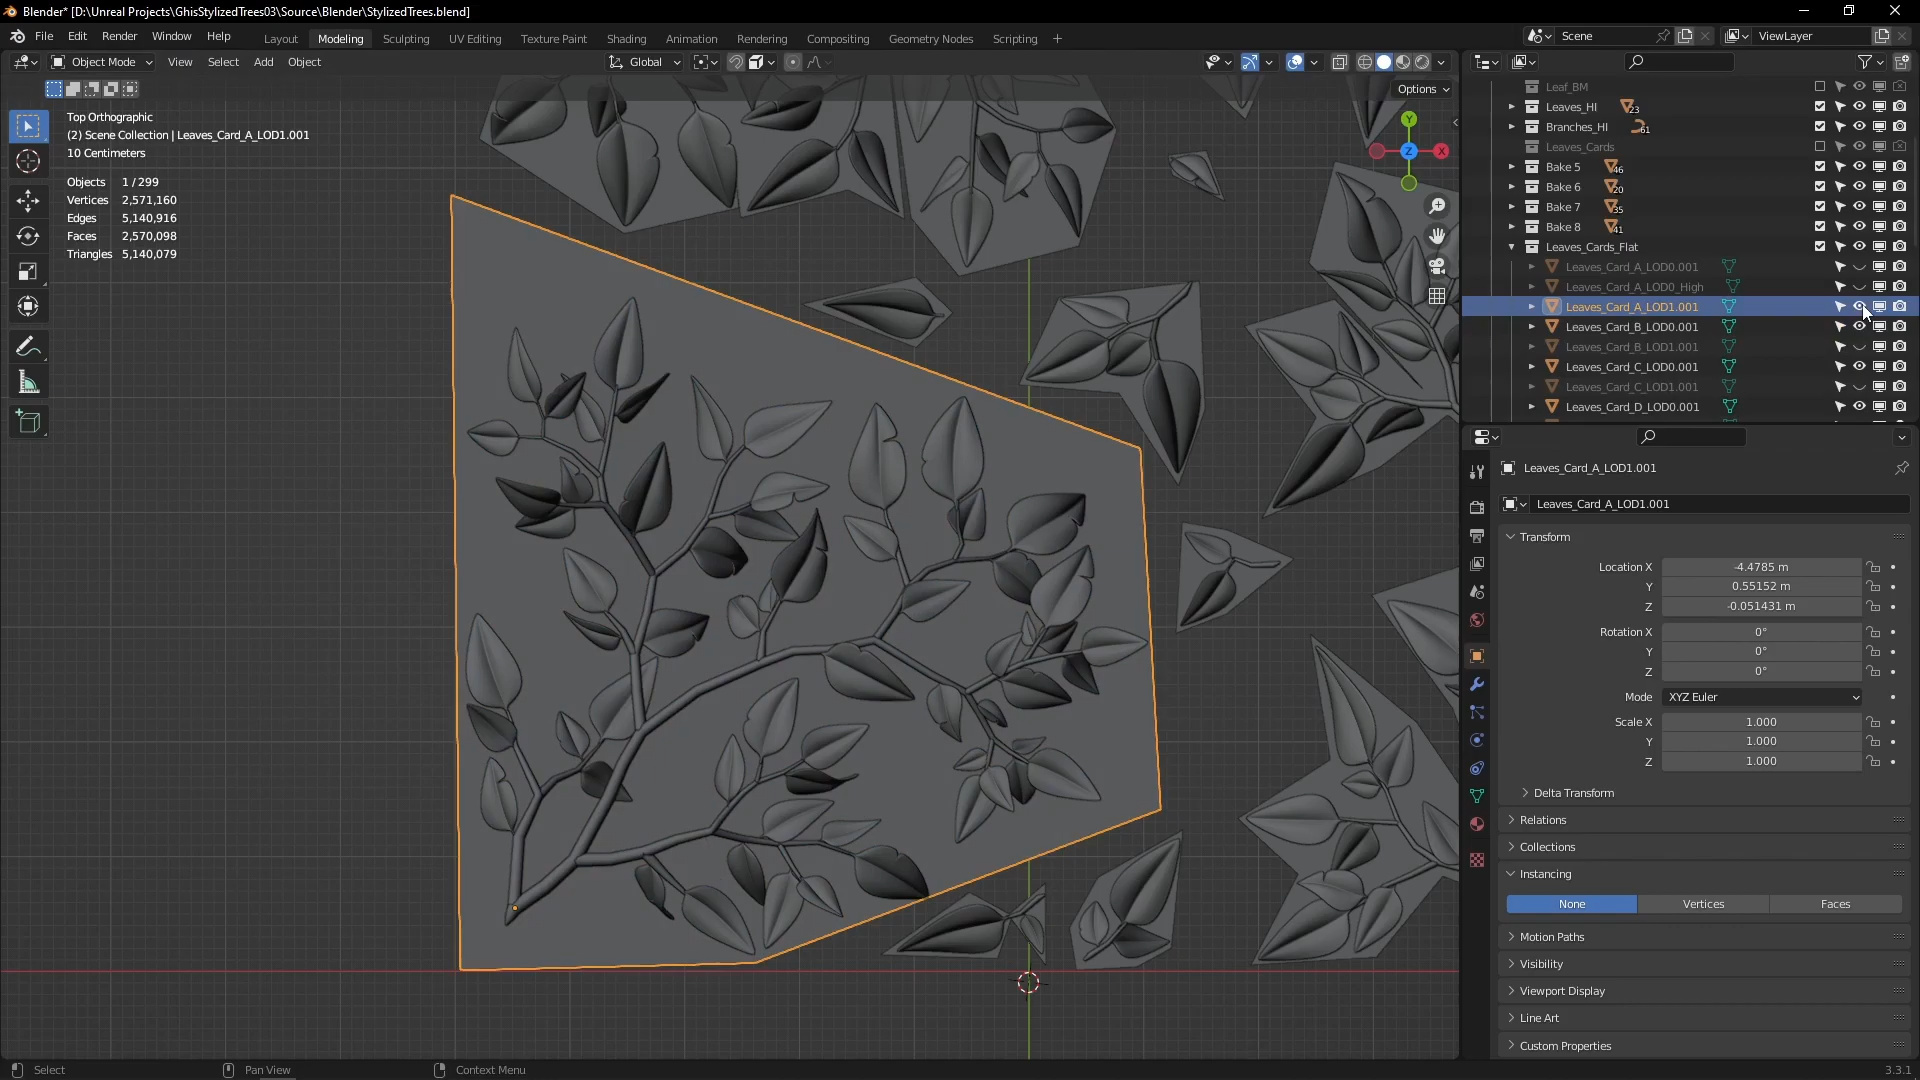 Blender* [D:\Unreal Projects\GhisStylizedTrees03\Source\Blender\StylizedTrees.blend]
File Edit Render Window Help Layout Modeling Sculpting UV Editing Texture Paint Shading Animation Rendering Compositing Geometry Nodes Scripting + Scene ViewLayer
Object Mode View Select Add Object Global
Options
Top Orthographic
(2) Scene Collection | Leaves_Card_A_LOD1.001
10 Centimeters
Objects 1 / 299
Vertices 2,571,160
Edges 5,140,916
Faces 2,570,098
Triangles 5,140,079
Y
X
Z
Leaf_BM
Leaves_HI 23
Branches_HI 61
Leaves_Cards
Bake 5 46
Bake 6 20
Bake 7 35
Bake 8 41
Leaves_Cards_Flat
Leaves_Card_A_LOD0.001
Leaves_Card_A_LOD0_High
Leaves_Card_A_LOD1.001
Leaves_Card_B_LOD0.001
Leaves_Card_B_LOD1.001
Leaves_Card_C_LOD0.001
Leaves_Card_C_LOD1.001
Leaves_Card_D_LOD0.001
Leaves_Card_A_LOD1.001
Leaves_Card_A_LOD1.001
Transform
Location X -4.4785 m
Y 0.55152 m
Z -0.051431 m
Rotation X 0°
Y 0°
Z 0°
Mode XYZ Euler
Scale X 1.000
Y 1.000
Z 1.000
Delta Transform
Relations
Collections
Instancing
None Vertices Faces
Motion Paths
Visibility
Viewport Display
Line Art
Custom Properties
Select Pan View Context Menu 3.3.1